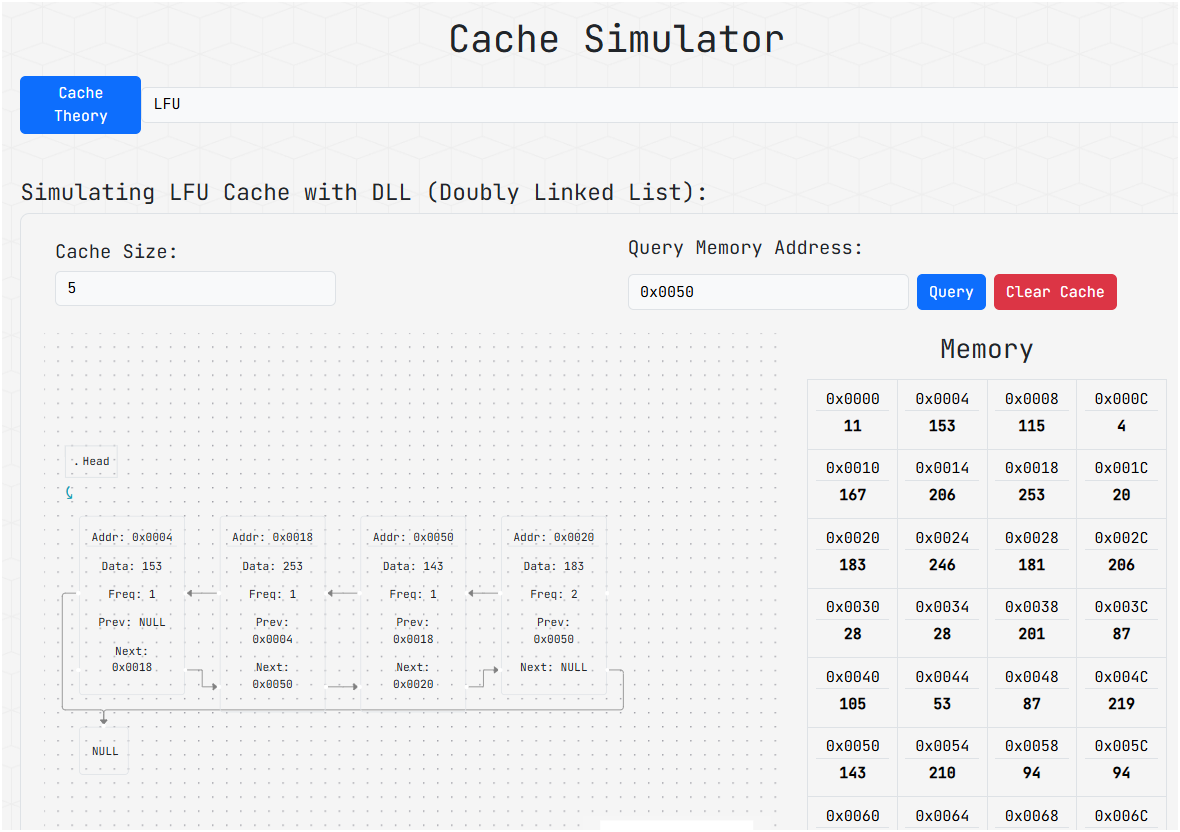 Cache Simulator
Cache
Theory
LFU
Simulating LFU Cache with DLL (Doubly Linked List):
Cache Size:
5
Query Memory Address:
0x0050
Query
Clear Cache
Memory
0x0000 0x0004 0x0008 0x000C
11 153 115 4
0x0010 0x0014 0x0018 0x001C
167 206 253 20
0x0020 0x0024 0x0028 0x002C
183 246 181 206
0x0030 0x0034 0x0038 0x003C
28 28 201 87
0x0040 0x0044 0x0048 0x004C
105 53 87 219
0x0050 0x0054 0x0058 0x005C
143 210 94 94
0x0060 0x0064 0x0068 0x006C
. Head
Addr: 0x0004
Data: 153
Freq: 1
Prev: NULL
Next:
0x0018
Addr: 0x0018
Data: 253
Freq: 1
Prev:
0x0004
Next:
0x0050
Addr: 0x0050
Data: 143
Freq: 1
Prev:
0x0018
Next:
0x0020
Addr: 0x0020
Data: 183
Freq: 2
Prev:
0x0050
Next: NULL
NULL